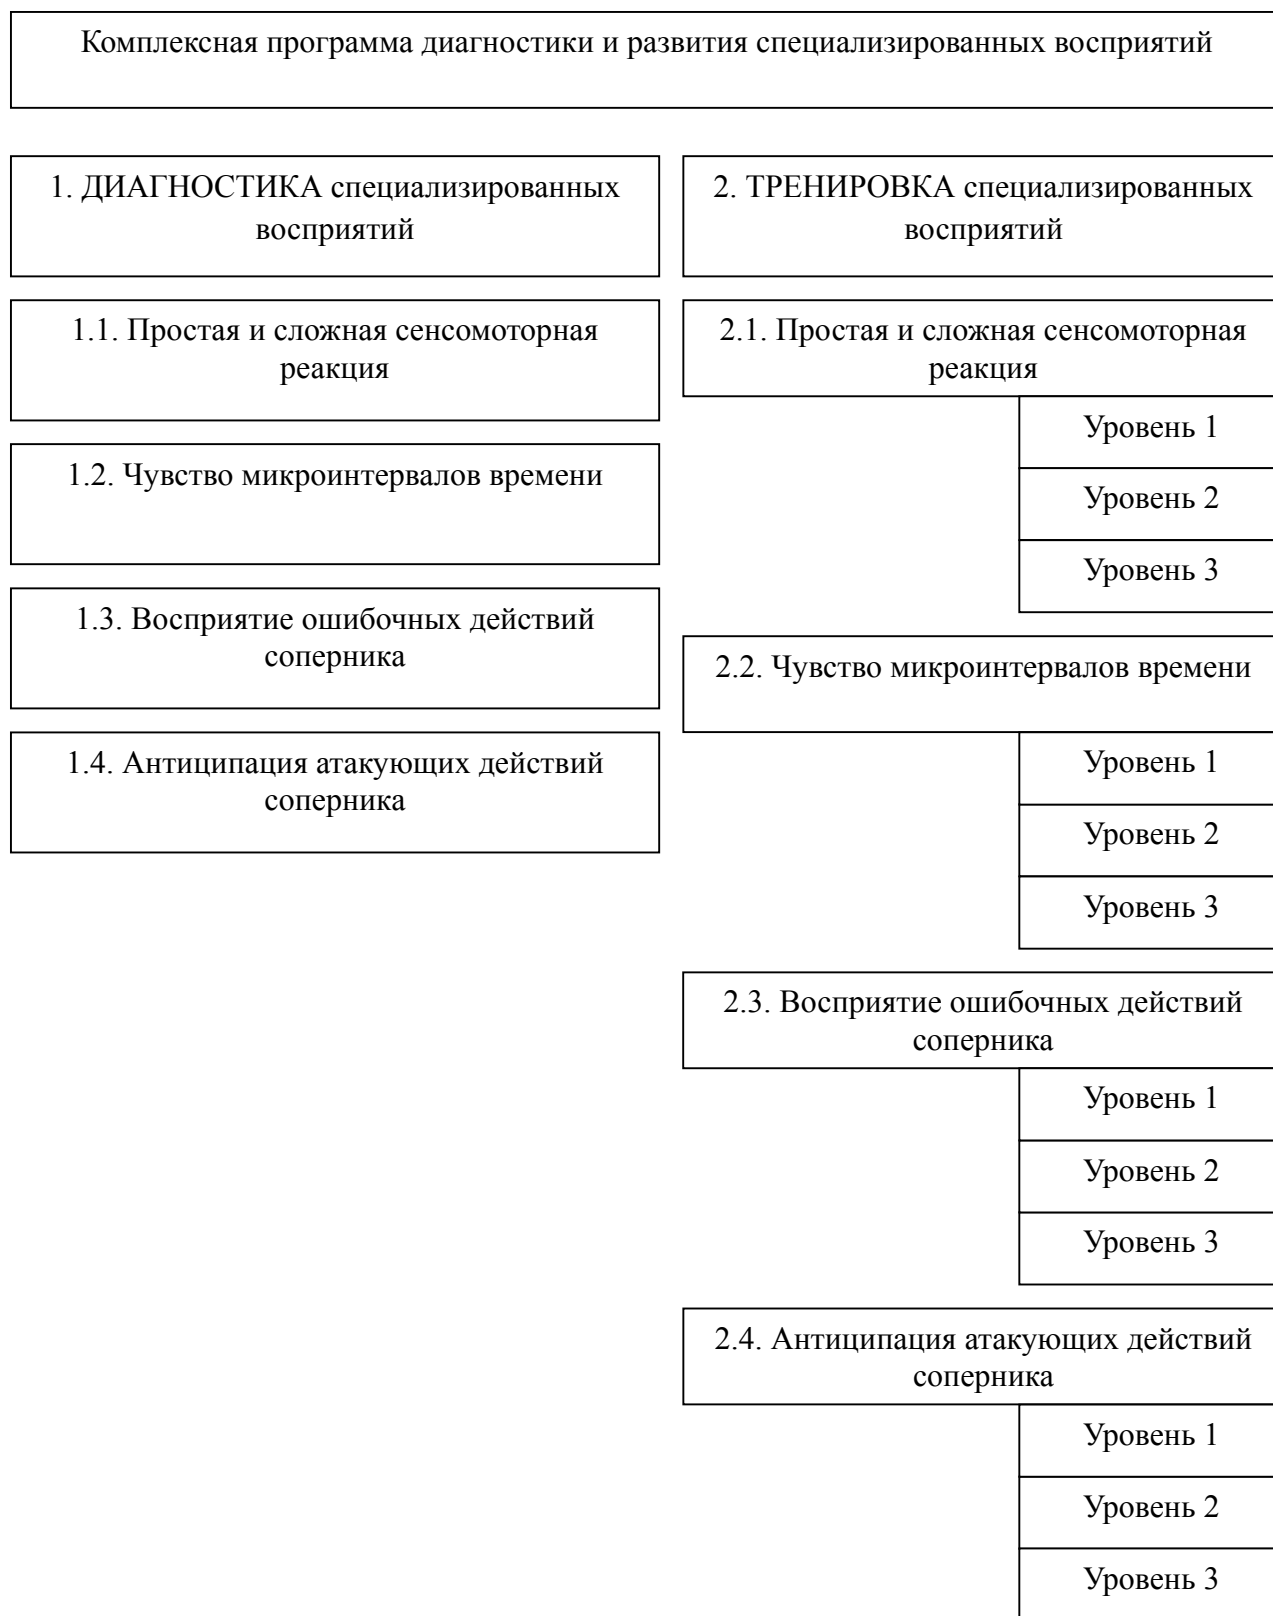 Комплексная программа диагностики и развития специализированных восприятий
1. ДИАГНОСТИКА специализированных
восприятий
1.1. Простая и сложная сенсомоторная
реакция
1.2. Чувство микроинтервалов времени
1.3. Восприятие ошибочных действий
соперника
1.4. Антиципация атакующих действий
соперника
2. ТРЕНИРОВКА специализированных
восприятий
2.1. Простая и сложная сенсомоторная
реакция
Уровень 1
Уровень 2
Уровень 3
2.2. Чувство микроинтервалов времени
Уровень 1
Уровень 2
Уровень 3
2.3. Восприятие ошибочных действий
соперника
Уровень 1
Уровень 2
Уровень 3
2.4. Антиципация атакующих действий
соперника
Уровень 1
Уровень 2
Уровень 3